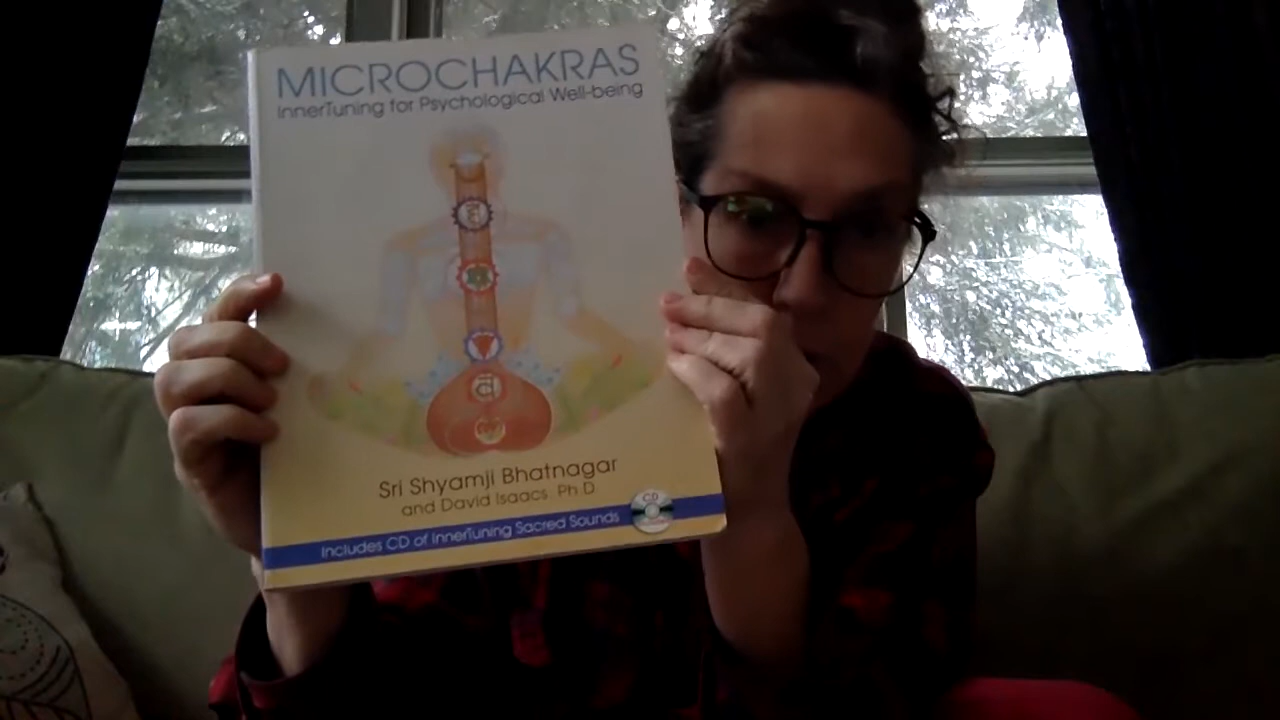 MICROCHAKRAS
InnerTuning for Psychological Well-being
वं
Sri Shyamji Bhatnagar
and David Isaacs, Ph.D.
Includes CD of InnerTuning Sacred Sounds
CD